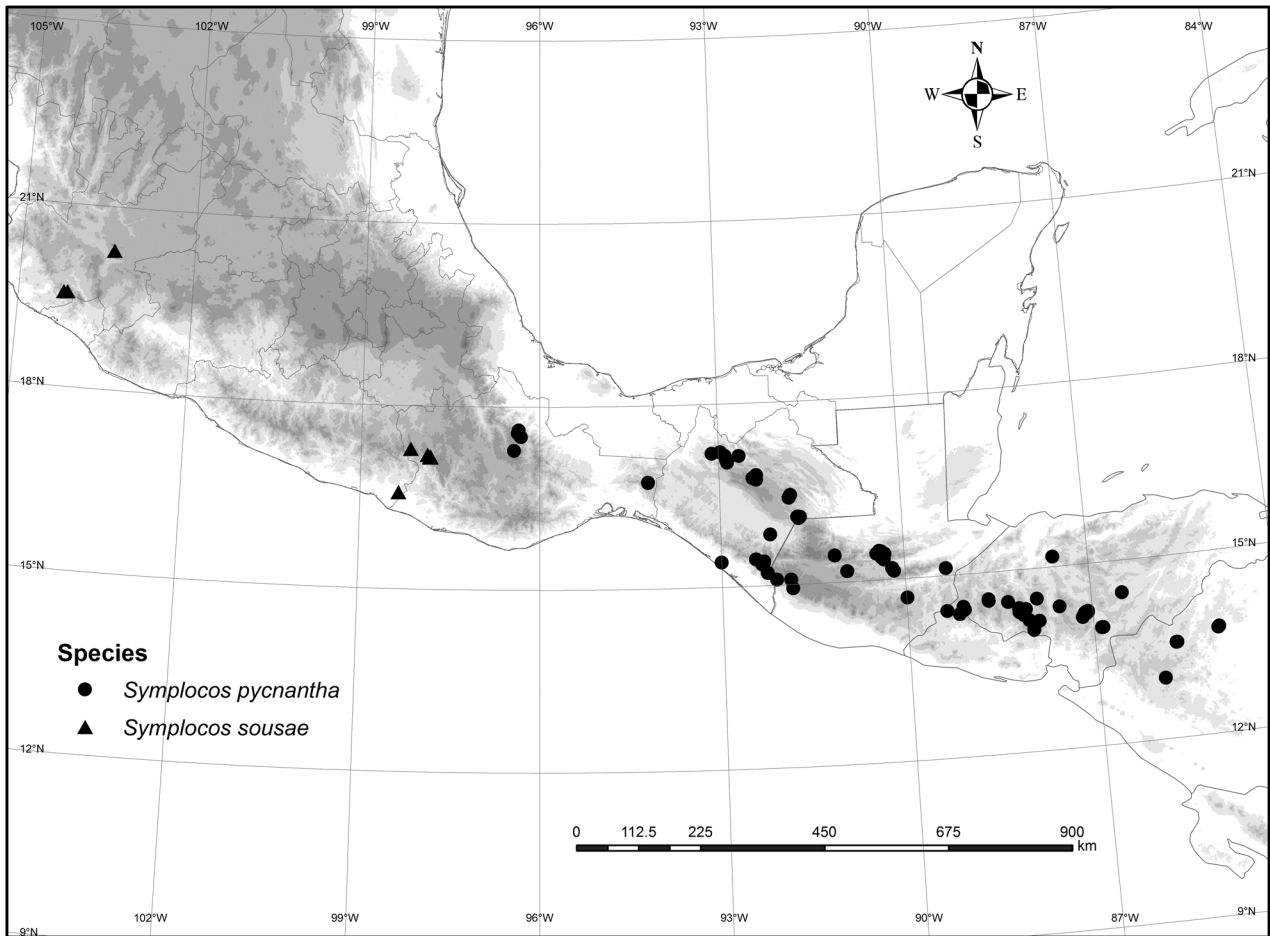 105°W 102°W 99°W 96°W 93°W 90°W 87°W 84°W
N
W E
S
21°N 21°N
18°N 18°N
15°N 15°N
Species
Symplocos pycnantha
Symplocos sousae
12°N 12°N
0 112.5 225 450 675 900
km
102°W 99°W 96°W 93°W 90°W 87°W
9°N 9°N